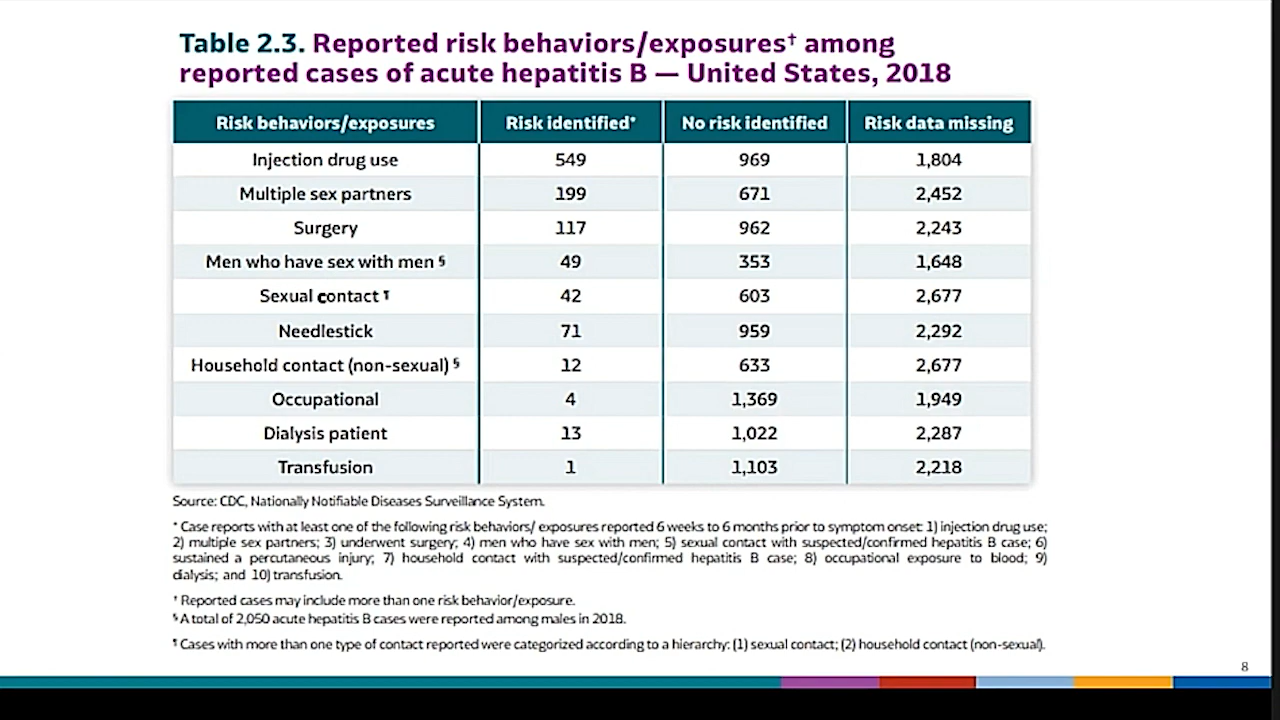 Table 2.3. Reported risk behaviors/exposures† among
reported cases of acute hepatitis B — United States, 2018
Risk behaviors/exposures Risk identified* No risk identified Risk data missing
Injection drug use 549 969 1,804
Multiple sex partners 199 671 2,452
Surgery 117 962 2,243
Men who have sex with men § 49 353 1,648
Sexual contact ¶ 42 603 2,677
Needlestick 71 959 2,292
Household contact (non-sexual) § 12 633 2,677
Occupational 4 1,369 1,949
Dialysis patient 13 1,022 2,287
Transfusion 1 1,103 2,218
Source: CDC, Nationally Notifiable Diseases Surveillance System.
* Case reports with at least one of the following risk behaviors/ exposures reported 6 weeks to 6 months prior to symptom onset: 1) injection drug use;
2) multiple sex partners; 3) underwent surgery; 4) men who have sex with men; 5) sexual contact with suspected/confirmed hepatitis B case; 6)
sustained a percutaneous injury; 7) household contact with suspected/confirmed hepatitis B case; 8) occupational exposure to blood; 9)
dialysis; and 10) transfusion.
† Reported cases may include more than one risk behavior/exposure.
§ A total of 2,050 acute hepatitis B cases were reported among males in 2018.
¶ Cases with more than one type of contact reported were categorized according to a hierarchy: (1) sexual contact; (2) household contact (non-sexual).
8